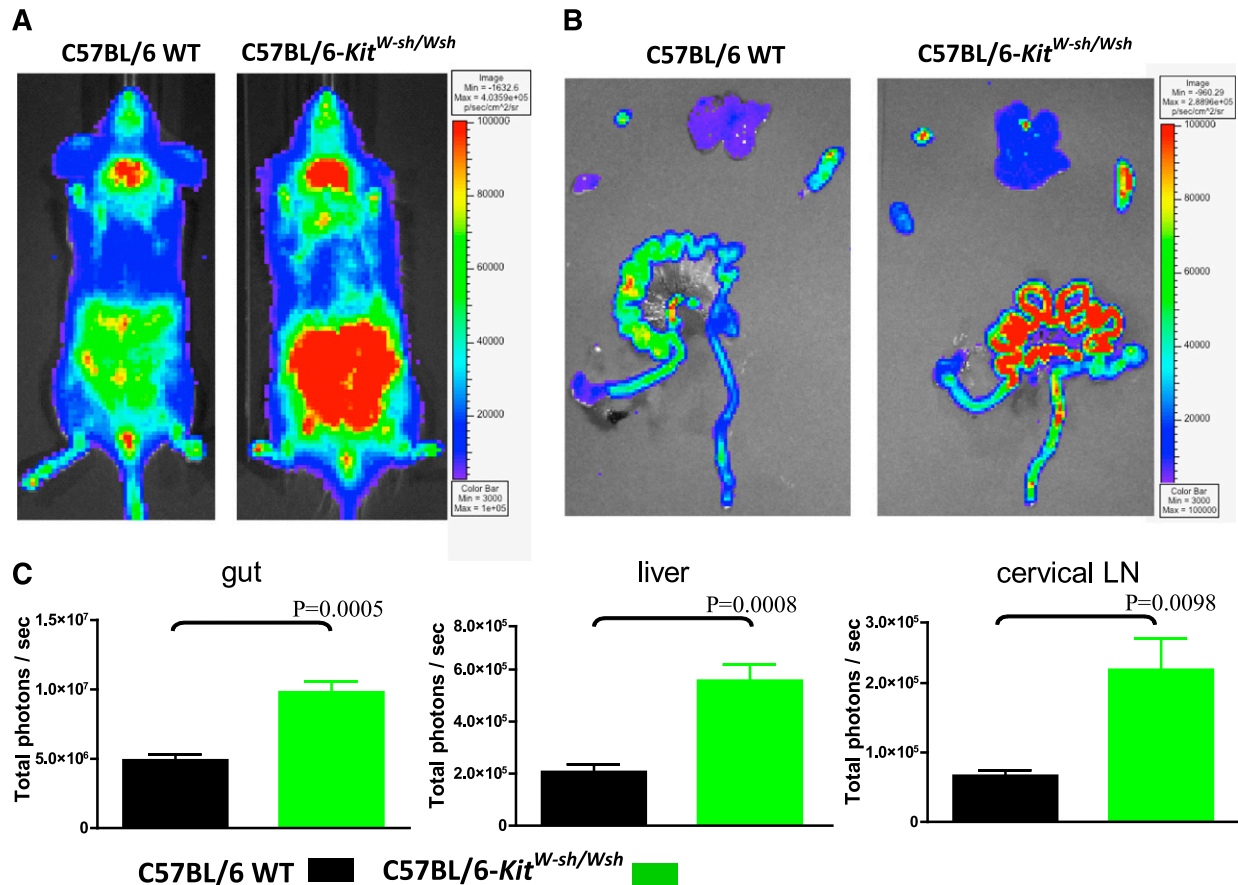 A
C57BL/6 WT
C57BL/6-Kit^W-sh/Wsh
Image
Min = -1632.6
Max = 4.0359e+05
p/sec/cm^2/sr
100000
80000
60000
40000
20000
Color Bar
Min = 3000
Max = 1e+05
B
C57BL/6 WT
C57BL/6-Kit^W-sh/Wsh
Image
Min = -960.29
Max = 2.8896e+05
p/sec/cm^2/sr
100000
80000
60000
40000
20000
Color Bar
Min = 3000
Max = 100000
C
gut
P=0.0005
Total photons / sec
1.5×10⁷
1.0×10⁷
5.0×10⁶
0
liver
P=0.0008
Total photons / sec
8.0×10⁵
6.0×10⁵
4.0×10⁵
2.0×10⁵
0
cervical LN
P=0.0098
Total photons / sec
3.0×10⁵
2.0×10⁵
1.0×10⁵
0
C57BL/6 WT
C57BL/6-Kit^W-sh/Wsh